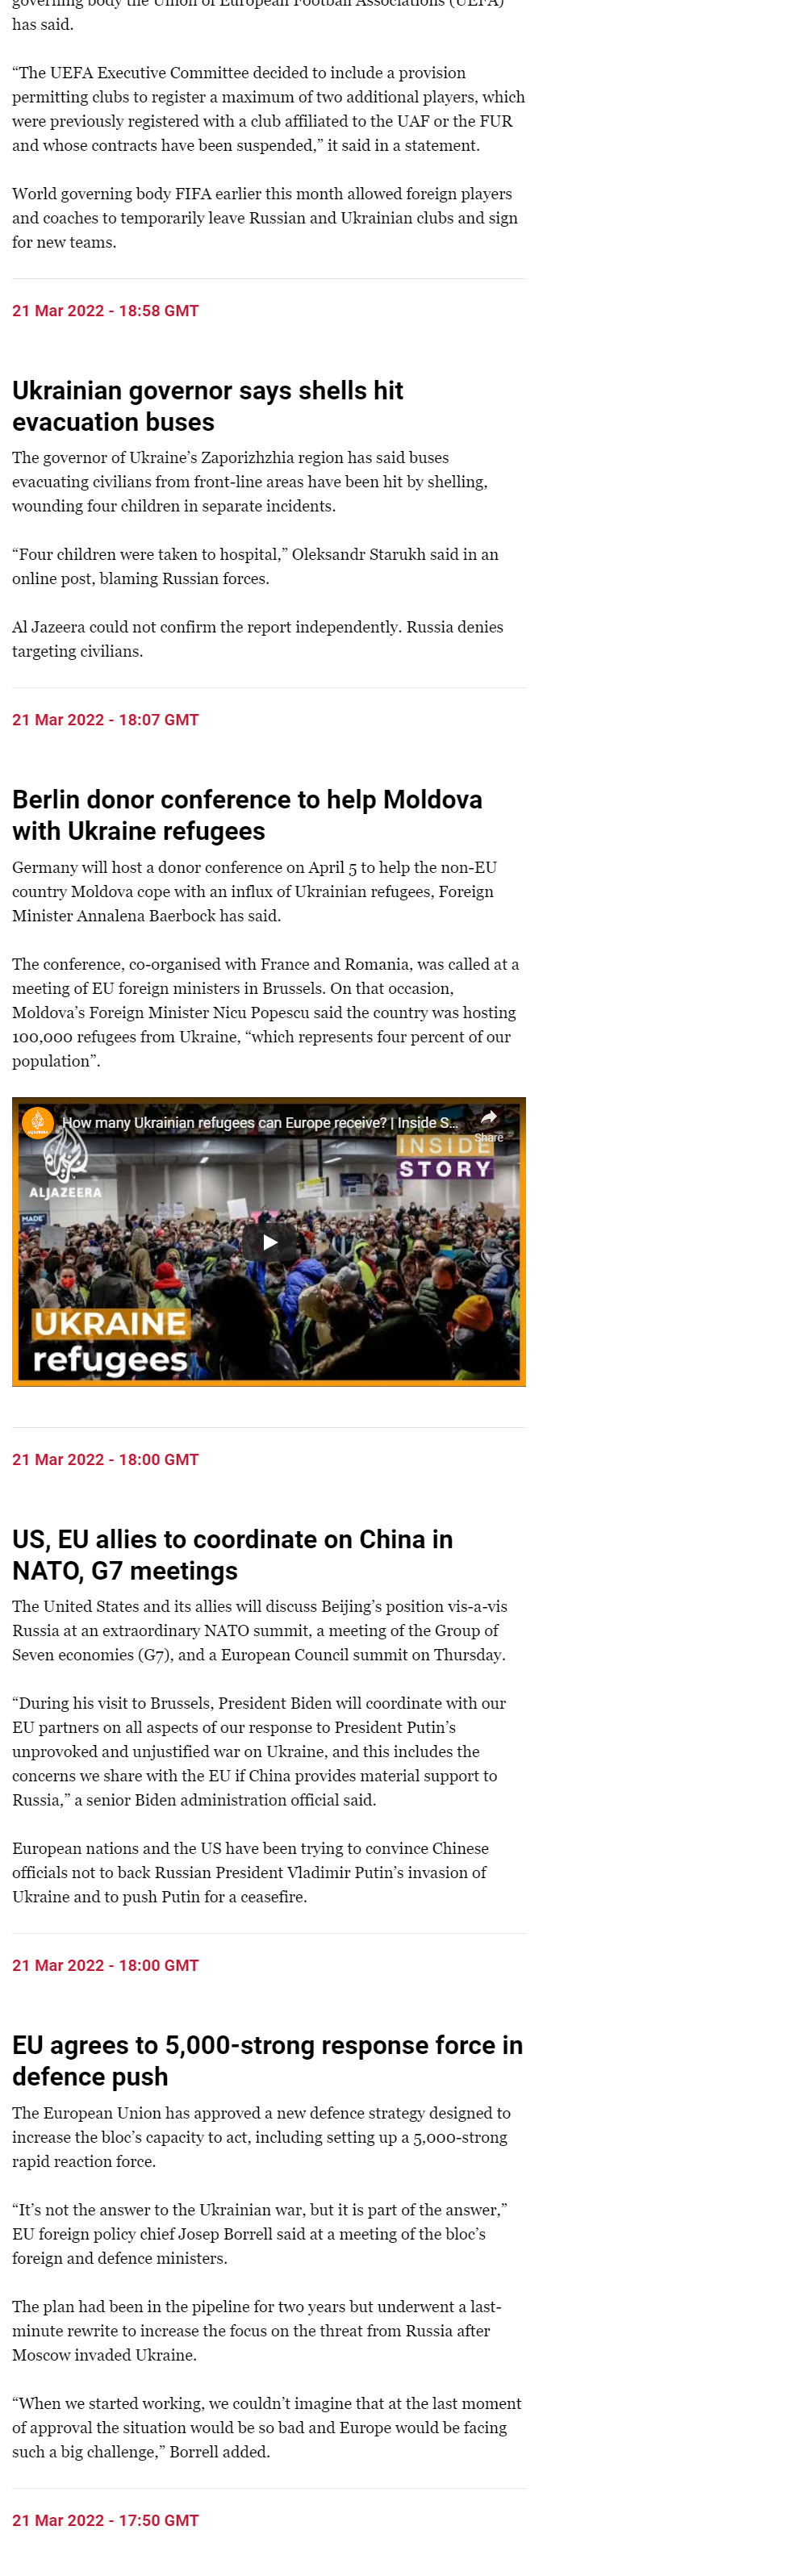 governing body the Union of European Football Associations (UEFA)
has said.
“The UEFA Executive Committee decided to include a provision
permitting clubs to register a maximum of two additional players, which
were previously registered with a club affiliated to the UAF or the FUR
and whose contracts have been suspended,” it said in a statement.
World governing body FIFA earlier this month allowed foreign players
and coaches to temporarily leave Russian and Ukrainian clubs and sign
for new teams.
21 Mar 2022 - 18:58 GMT
Ukrainian governor says shells hit
evacuation buses
The governor of Ukraine’s Zaporizhzhia region has said buses
evacuating civilians from front-line areas have been hit by shelling,
wounding four children in separate incidents.
“Four children were taken to hospital,” Oleksandr Starukh said in an
online post, blaming Russian forces.
Al Jazeera could not confirm the report independently. Russia denies
targeting civilians.
21 Mar 2022 - 18:07 GMT
Berlin donor conference to help Moldova
with Ukraine refugees
Germany will host a donor conference on April 5 to help the non-EU
country Moldova cope with an influx of Ukrainian refugees, Foreign
Minister Annalena Baerbock has said.
The conference, co-organised with France and Romania, was called at a
meeting of EU foreign ministers in Brussels. On that occasion,
Moldova’s Foreign Minister Nicu Popescu said the country was hosting
100,000 refugees from Ukraine, “which represents four percent of our
population”.
How many Ukrainian refugees can Europe receive? | Inside S...
Share
INSIDE
STORY
ALJAZEERA
MADE
UKRAINE
refugees
21 Mar 2022 - 18:00 GMT
US, EU allies to coordinate on China in
NATO, G7 meetings
The United States and its allies will discuss Beijing’s position vis-a-vis
Russia at an extraordinary NATO summit, a meeting of the Group of
Seven economies (G7), and a European Council summit on Thursday.
“During his visit to Brussels, President Biden will coordinate with our
EU partners on all aspects of our response to President Putin’s
unprovoked and unjustified war on Ukraine, and this includes the
concerns we share with the EU if China provides material support to
Russia,” a senior Biden administration official said.
European nations and the US have been trying to convince Chinese
officials not to back Russian President Vladimir Putin’s invasion of
Ukraine and to push Putin for a ceasefire.
21 Mar 2022 - 18:00 GMT
EU agrees to 5,000-strong response force in
defence push
The European Union has approved a new defence strategy designed to
increase the bloc’s capacity to act, including setting up a 5,000-strong
rapid reaction force.
“It’s not the answer to the Ukrainian war, but it is part of the answer,”
EU foreign policy chief Josep Borrell said at a meeting of the bloc’s
foreign and defence ministers.
The plan had been in the pipeline for two years but underwent a last-
minute rewrite to increase the focus on the threat from Russia after
Moscow invaded Ukraine.
“When we started working, we couldn’t imagine that at the last moment
of approval the situation would be so bad and Europe would be facing
such a big challenge,” Borrell added.
21 Mar 2022 - 17:50 GMT